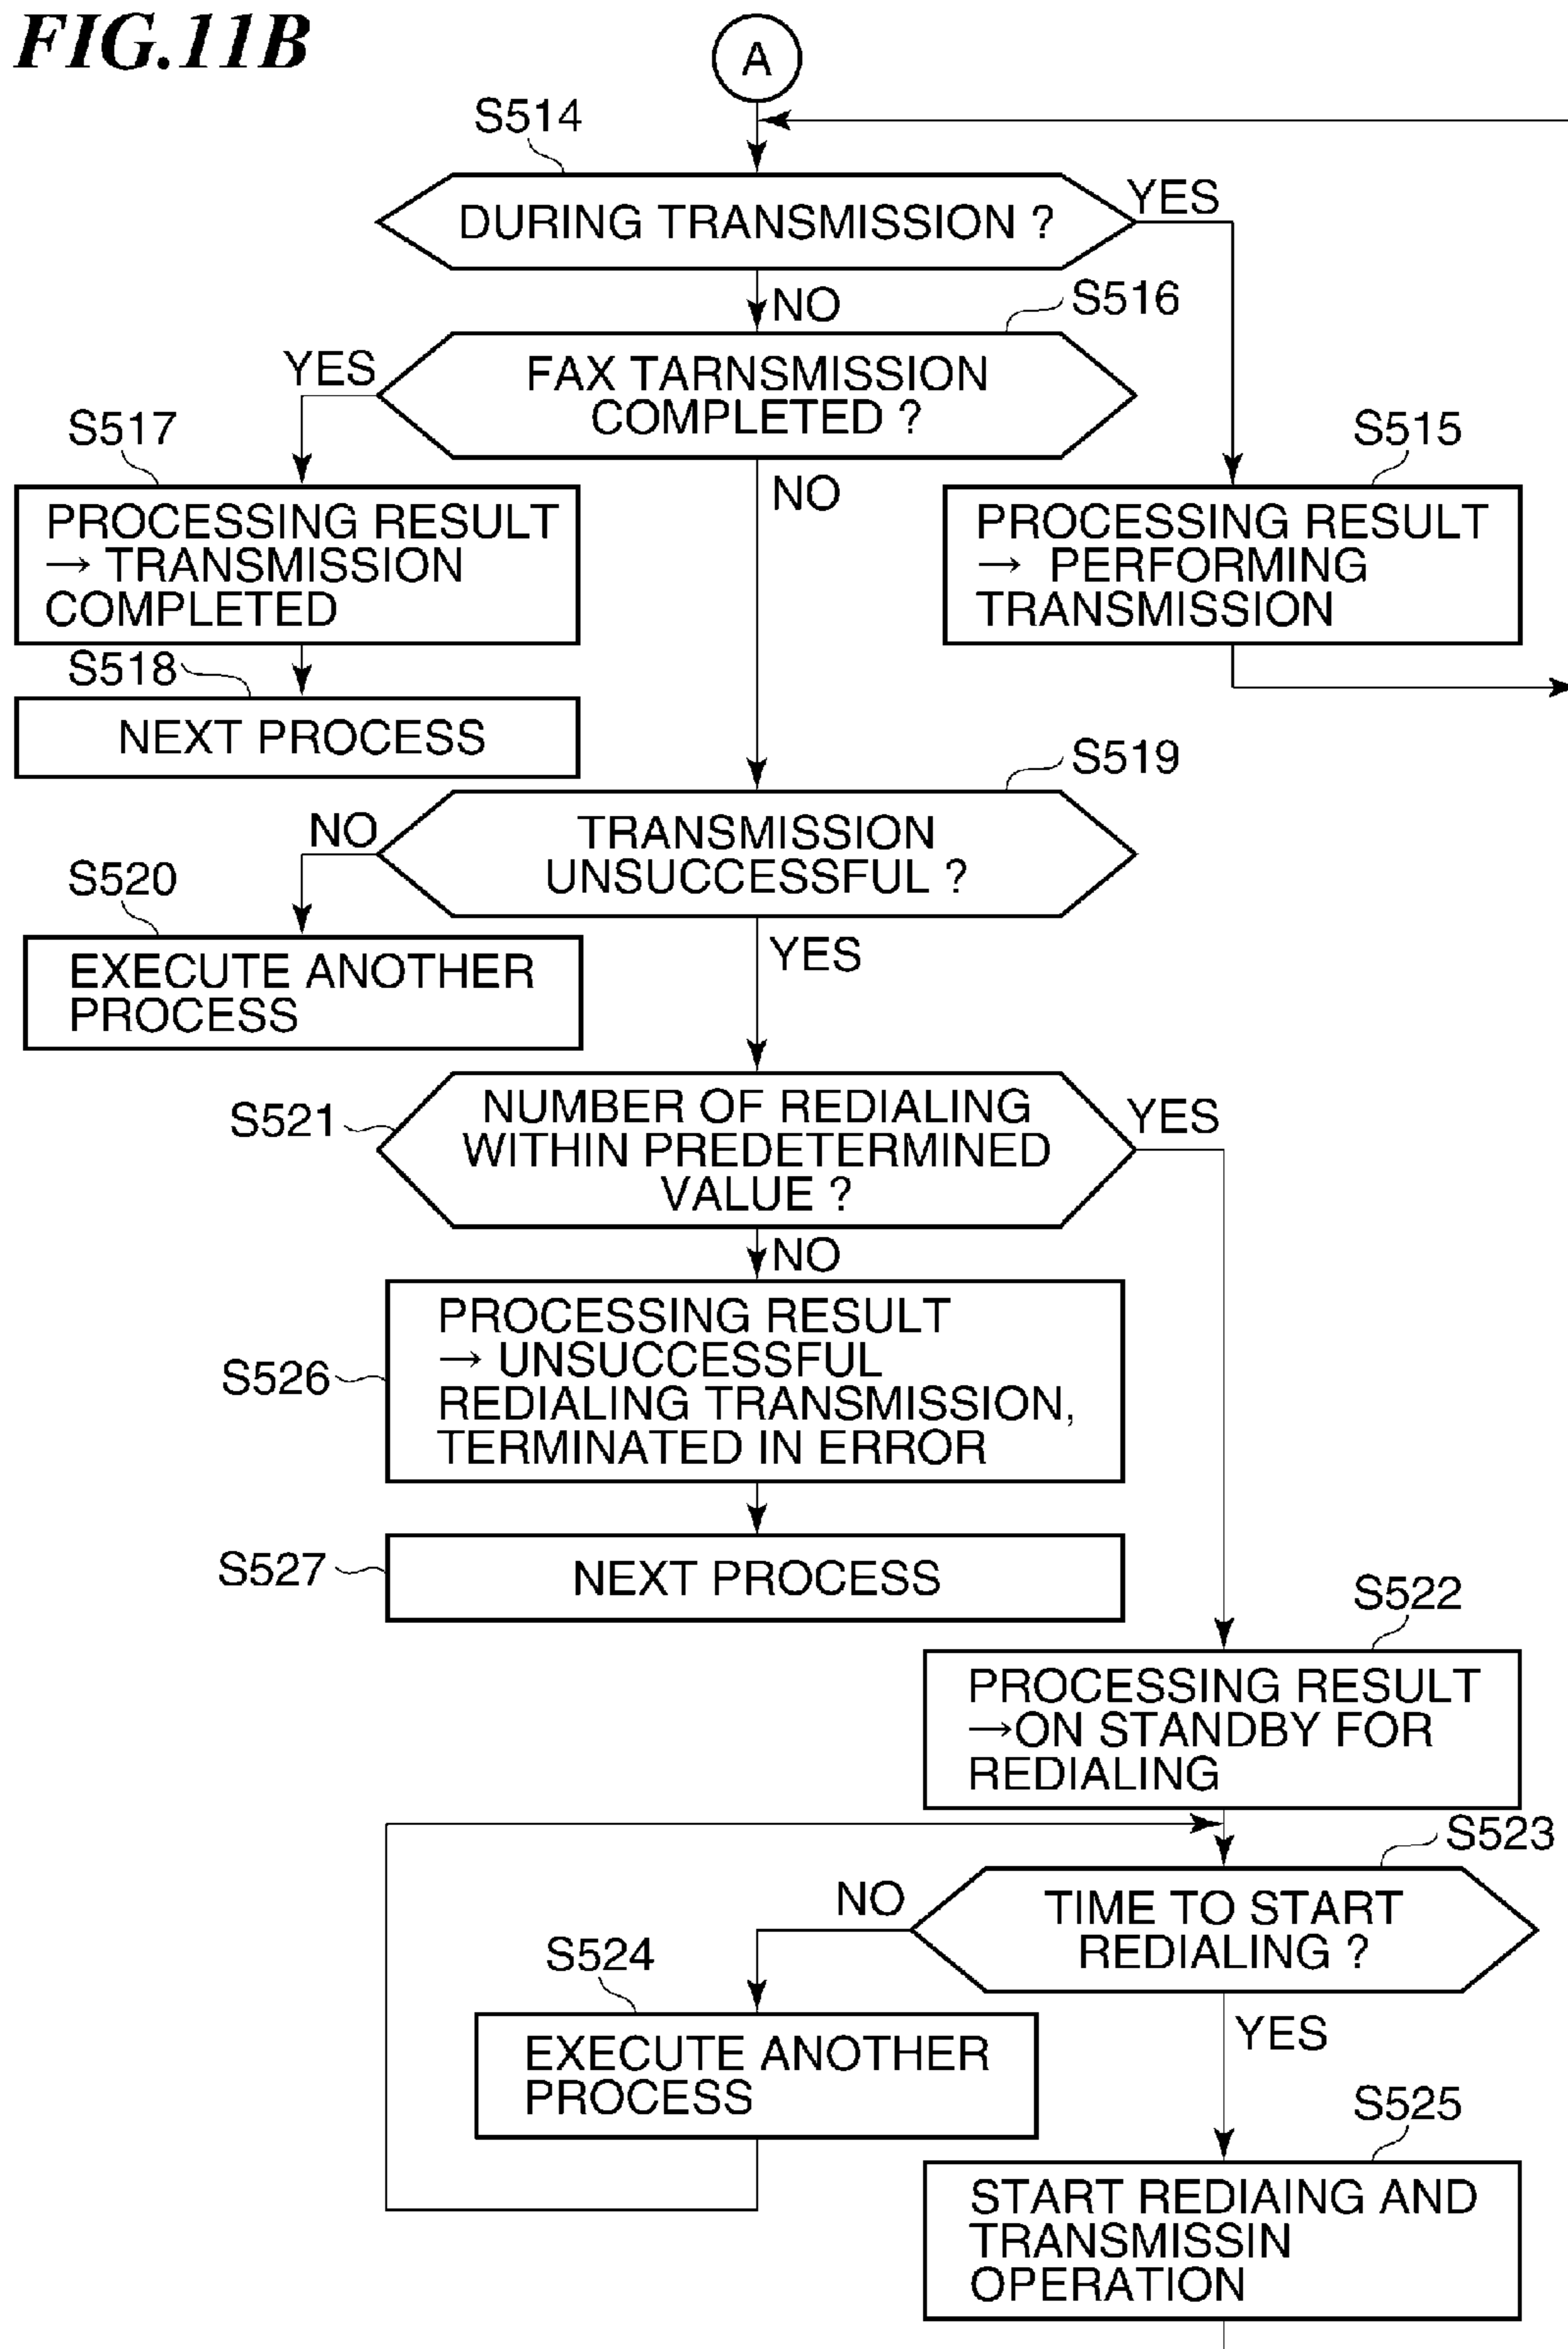 FIG.11B
A
S514
DURING TRANSMISSION ?
YES
NO
S516
FAX TARNSMISSION
COMPLETED ?
YES
NO
S517
PROCESSING RESULT
→ TRANSMISSION
COMPLETED
S515
PROCESSING RESULT
→ PERFORMING
TRANSMISSION
S518
NEXT PROCESS
S519
TRANSMISSION
UNSUCCESSFUL ?
NO
YES
S520
EXECUTE ANOTHER
PROCESS
S521
NUMBER OF REDIALING
WITHIN PREDETERMINED
VALUE ?
YES
NO
S526
PROCESSING RESULT
→ UNSUCCESSFUL
REDIALING TRANSMISSION,
TERMINATED IN ERROR
S527
NEXT PROCESS
S522
PROCESSING RESULT
→ON STANDBY FOR
REDIALING
S523
TIME TO START
REDIALING ?
NO
YES
S524
EXECUTE ANOTHER
PROCESS
S525
START REDIAING AND
TRANSMISSIN
OPERATION